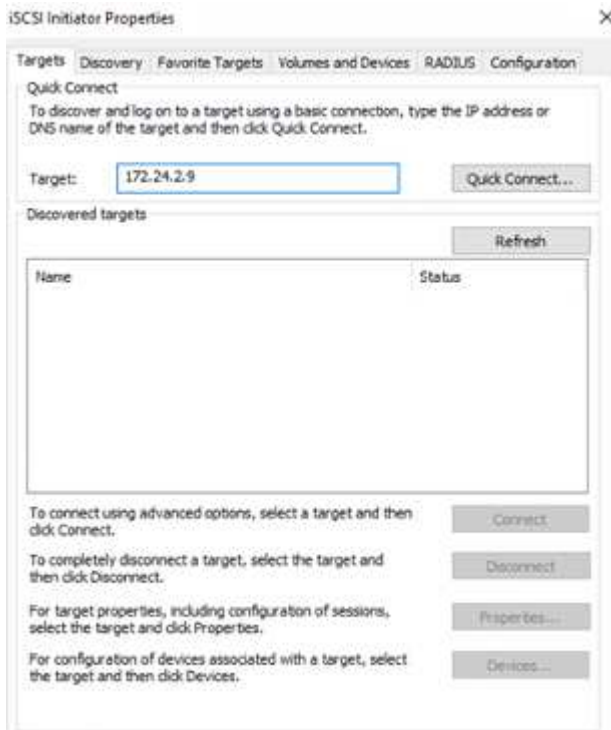 iSCSI Initiator Properties
Targets Discovery Favorite Targets Volumes and Devices RADIUS Configuration
Quick Connect
To discover and log on to a target using a basic connection, type the IP address or
DNS name of the target and then click Quick Connect.
Target: 172.24.2.9 Quick Connect...
Discovered targets
Refresh
Name Status
To connect using advanced options, select a target and then
click Connect.
Connect
To completely disconnect a target, select the target and
then click Disconnect.
Disconnect
For target properties, including configuration of sessions,
select the target and click Properties.
Properties...
For configuration of devices associated with a target, select
the target and then click Devices.
Devices...